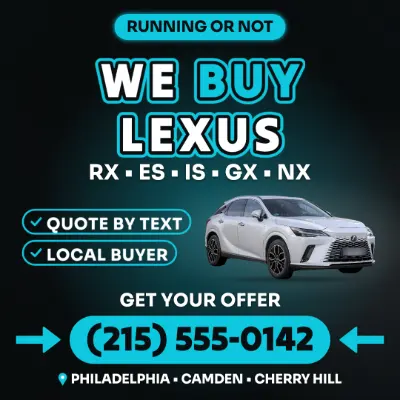 RUNNING OR NOT
WE BUY
LEXUS
RX ▪ ES ▪ IS ▪ GX ▪ NX
QUOTE BY TEXT
LOCAL BUYER
GET YOUR OFFER
(215) 555-0142
PHILADELPHIA ▪ CAMDEN ▪ CHERRY HILL